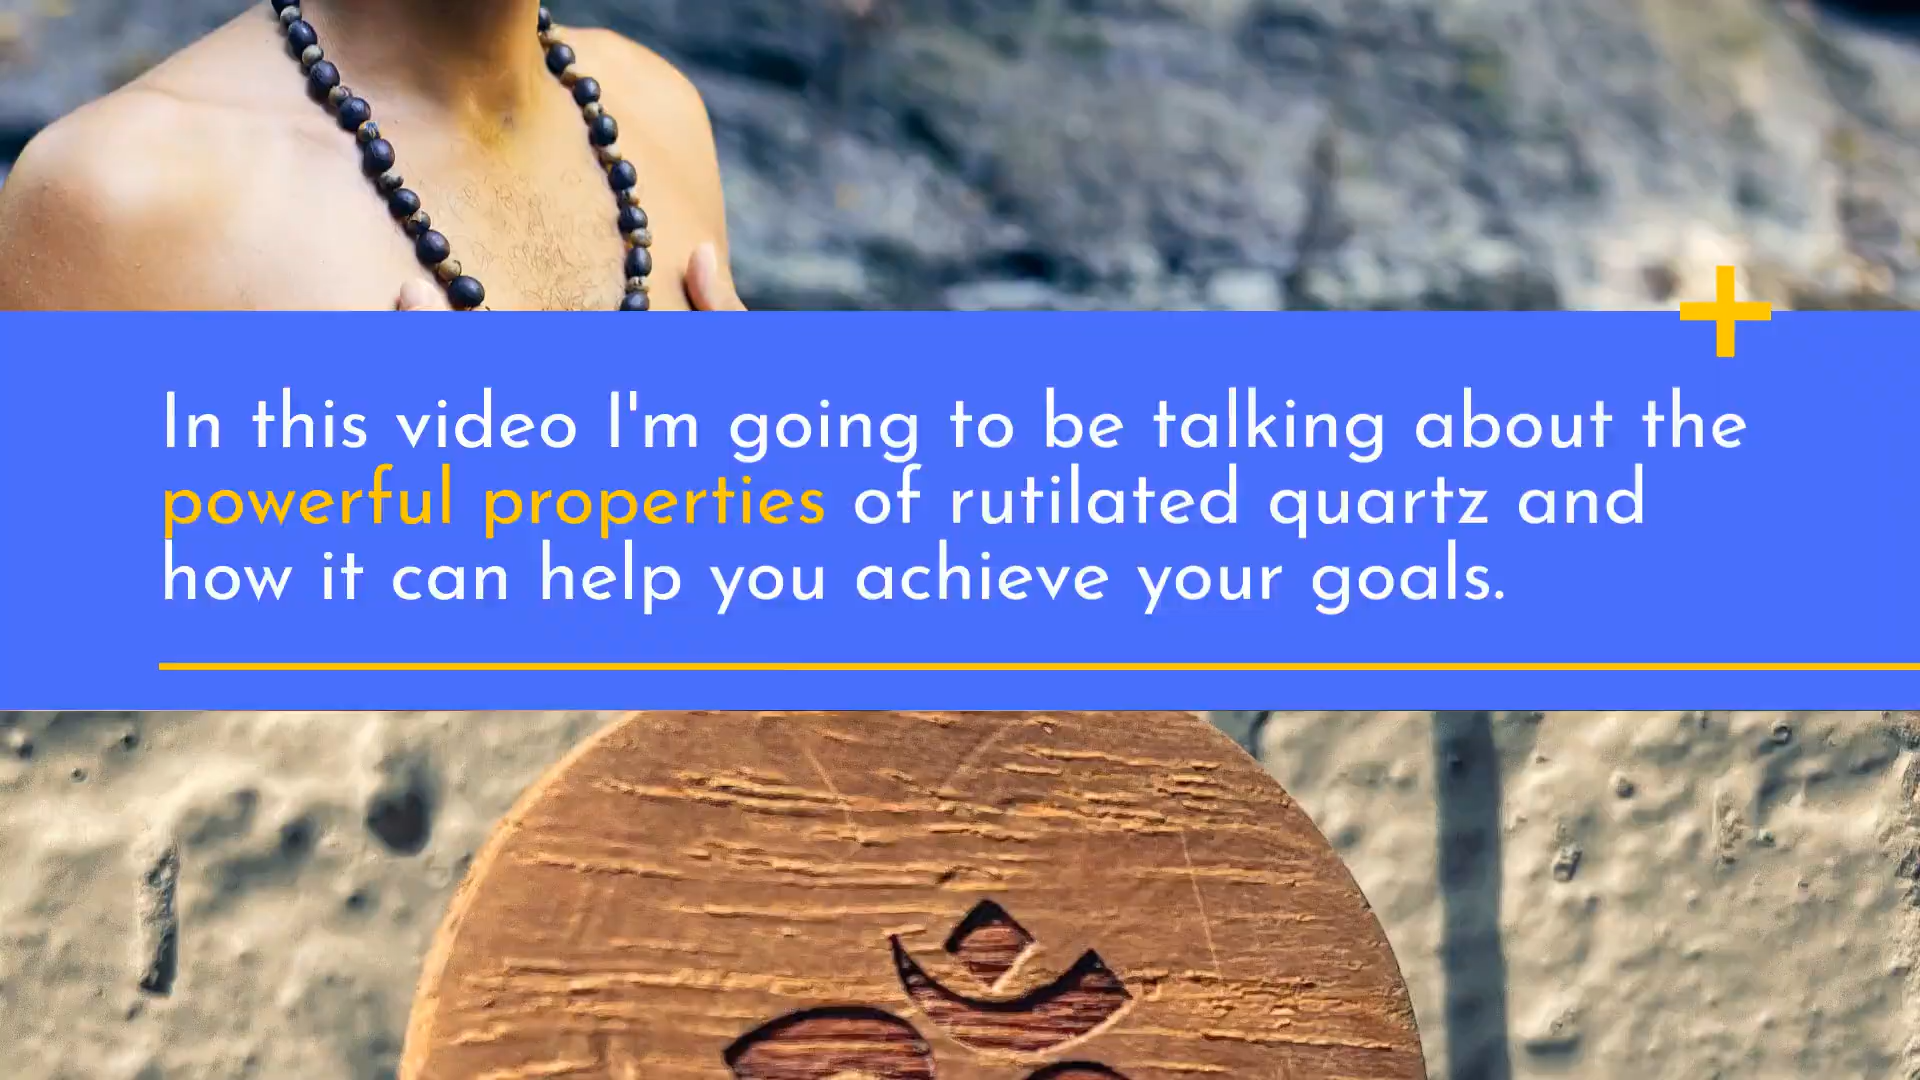 In this video I'm going to be talking about the
powerful properties of rutilated quartz and
how it can help you achieve your goals.